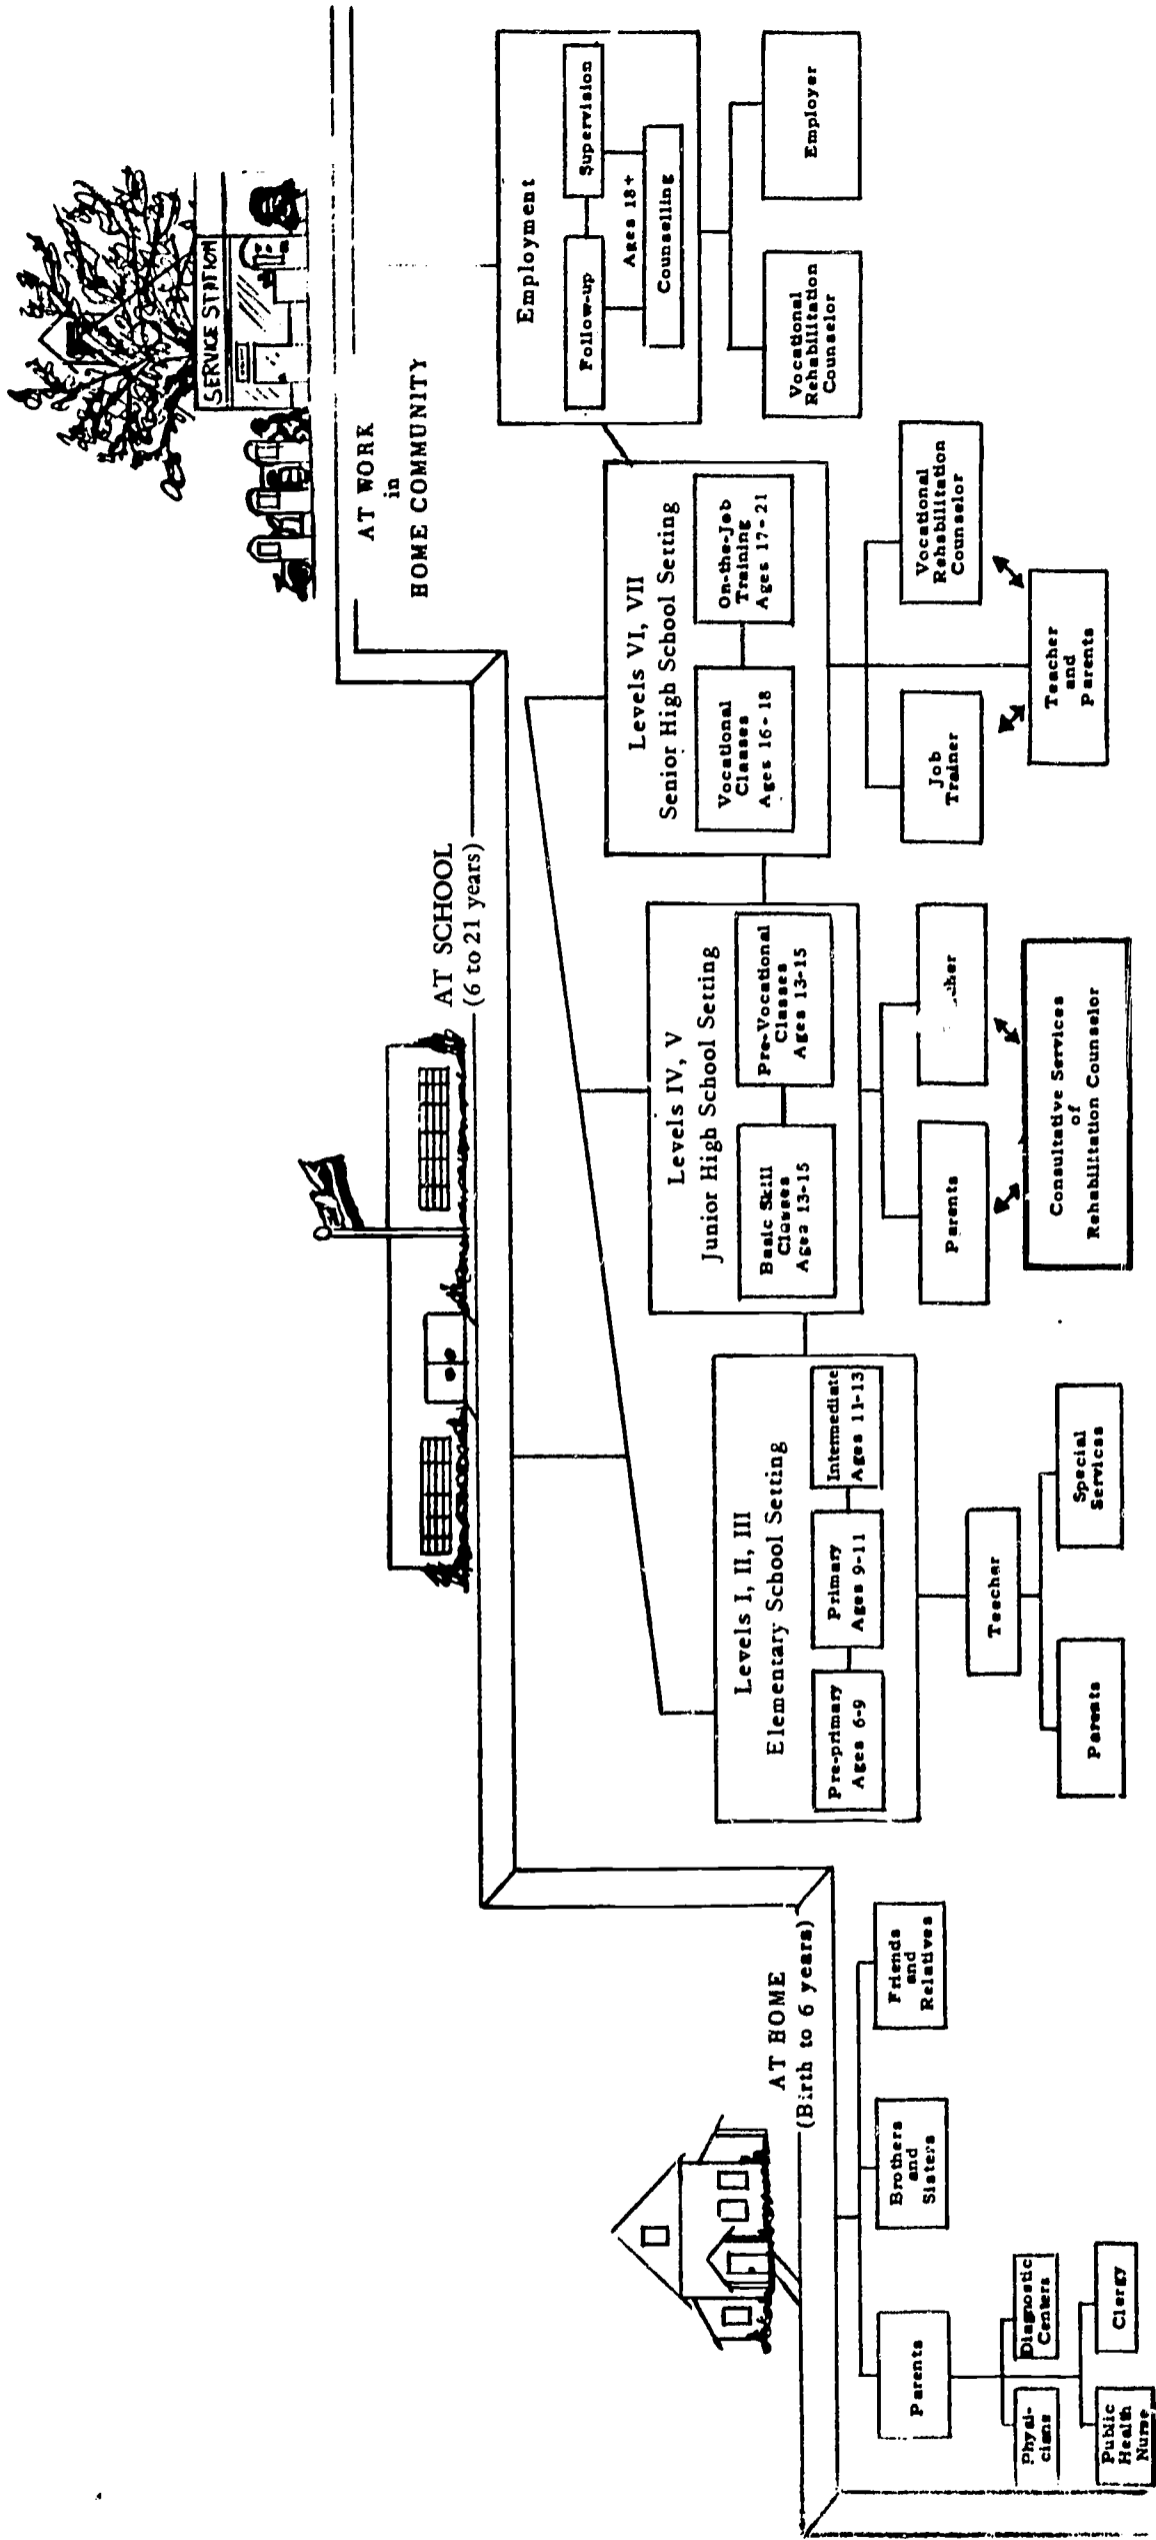 SERVICE STATION
AT WORK
in
HOME COMMUNITY
Employment
Follow-up
Supervision
Ages 18+
Counselling
Vocational
Rehabilitation
Counselor
Employer
AT SCHOOL
(6 to 21 years)
Levels VI, VII
Senior High School Setting
Vocational
Classes
Ages 16-18
On-the-Job
Training
Ages 17-21
Job
Trainer
Vocational
Rehabilitation
Counselor
Teacher
and
Parents
Levels IV, V
Junior High School Setting
Basic Skill
Classes
Ages 13-15
Pre-Vocational
Classes
Ages 13-15
Parents
Consultative Services
of
Rehabilitation Counselor
Levels I, II, III
Elementary School Setting
Pre-primary
Ages 6-9
Primary
Ages 9-11
Intermediate
Ages 11-13
Teacher
Parents
Special
Services
AT HOME
(Birth to 6 years)
Parents
Brothers
and
Sisters
Friends
and
Relatives
Physi-
cians
Diagnostic
Centers
Public
Health
Nurse
Clergy